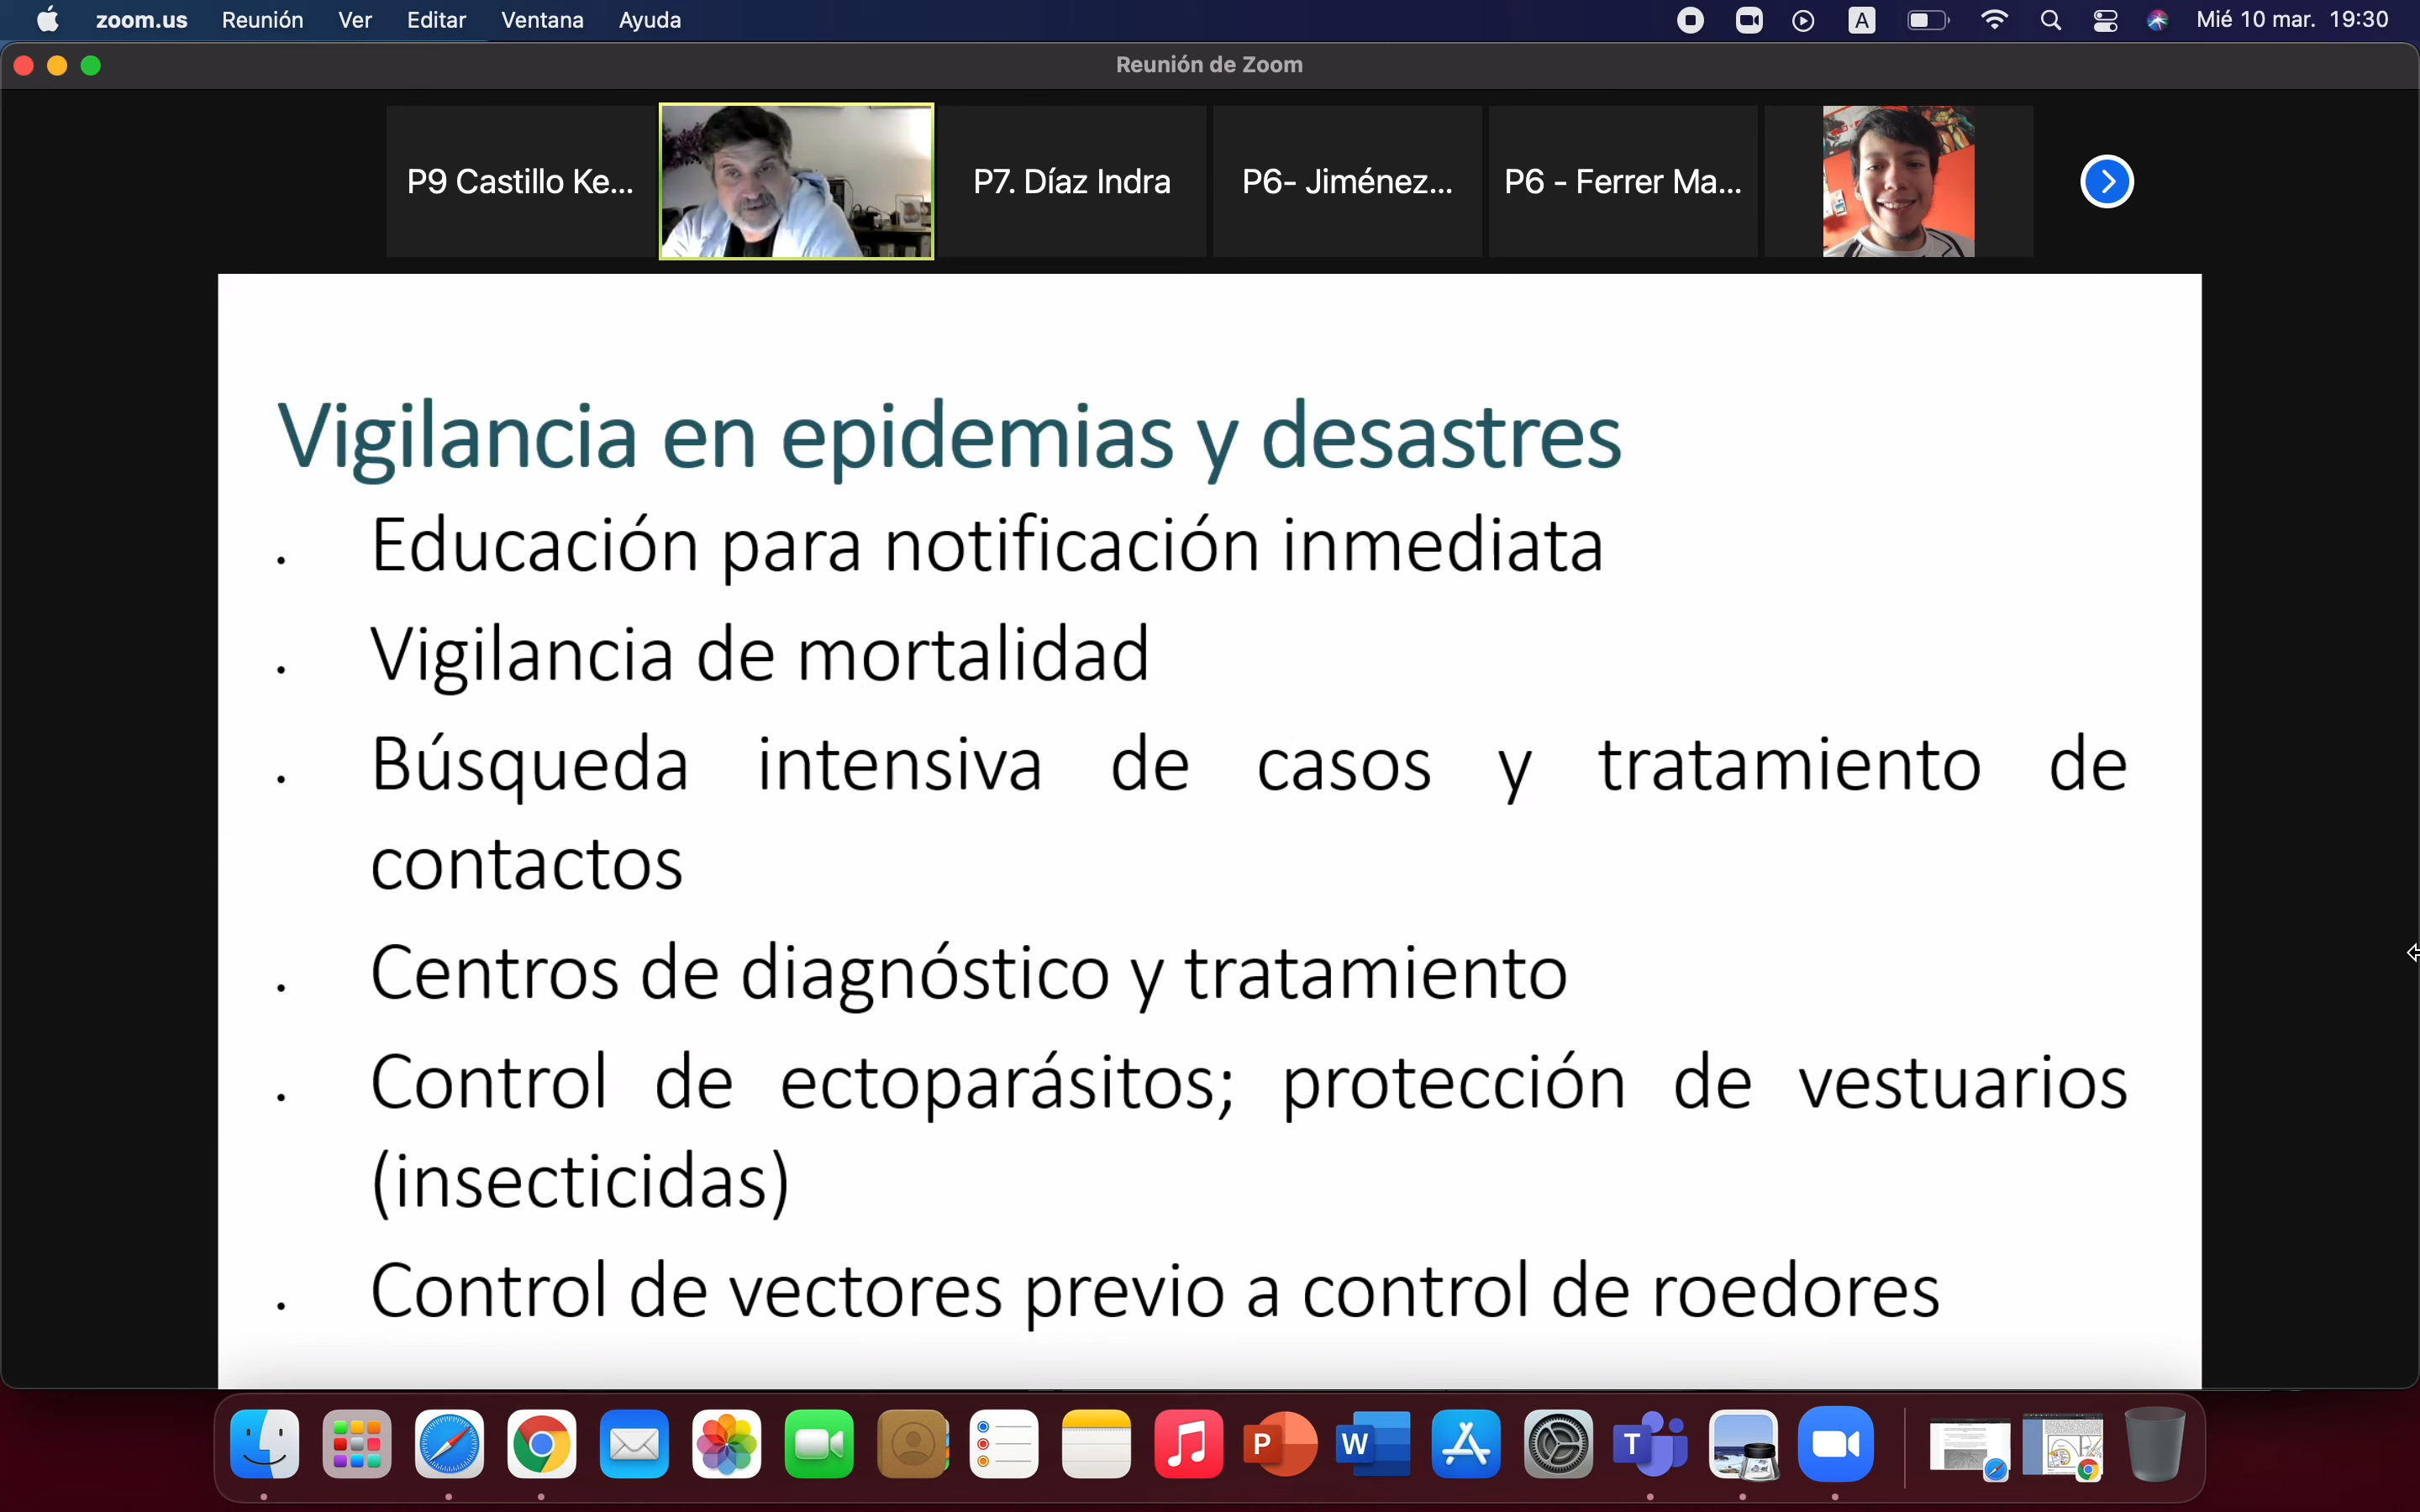 zoom.us Reunión Ver Editar Ventana Ayuda A Mié 10 mar. 19:30
Reunión de Zoom
P9 Castillo Ke... P7. Díaz Indra P6- Jiménez... P6 - Ferrer Ma...
Vigilancia en epidemias y desastres
. Educación para notificación inmediata
. Vigilancia de mortalidad
. Búsqueda intensiva de casos y tratamiento de
contactos
. Centros de diagnóstico y tratamiento
. Control de ectoparásitos; protección de vestuarios
(insecticidas)
. Control de vectores previo a control de roedores
P W T